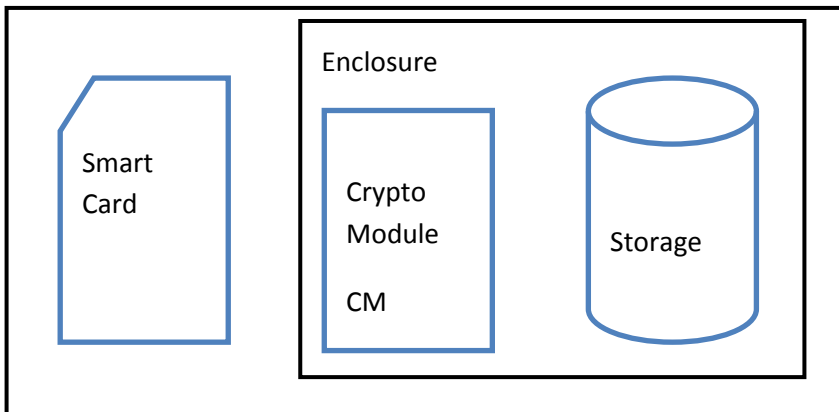 Enclosure
Smart
Card
Crypto
Module
CM
Storage